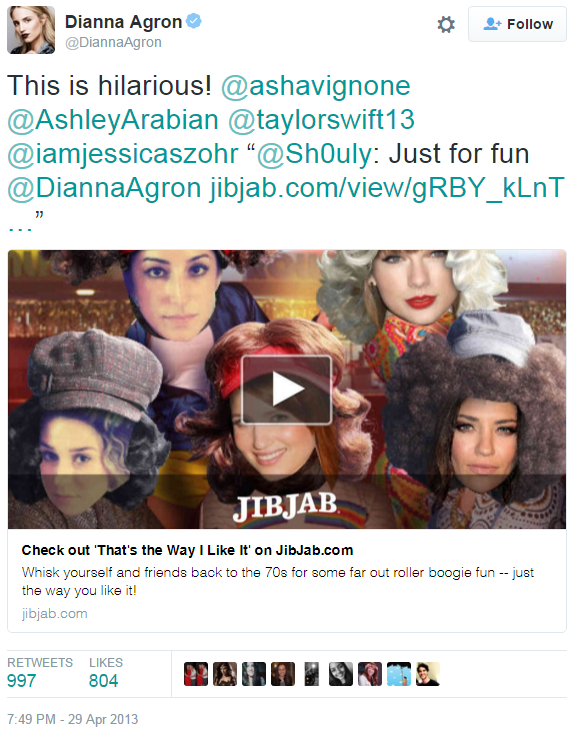 Dianna Agron
@DiannaAgron
Follow
This is hilarious! @ashavignone
@AshleyArabian @taylorswift13
@iamjessicaszohr “@Sh0uly: Just for fun
@DiannaAgron jibjab.com/view/gRBY_kLnT
…”
JIBJAB
Check out 'That's the Way I Like It' on JibJab.com
Whisk yourself and friends back to the 70s for some far out roller boogie fun -- just
the way you like it!
jibjab.com
RETWEETS LIKES
997 804
7:49 PM - 29 Apr 2013